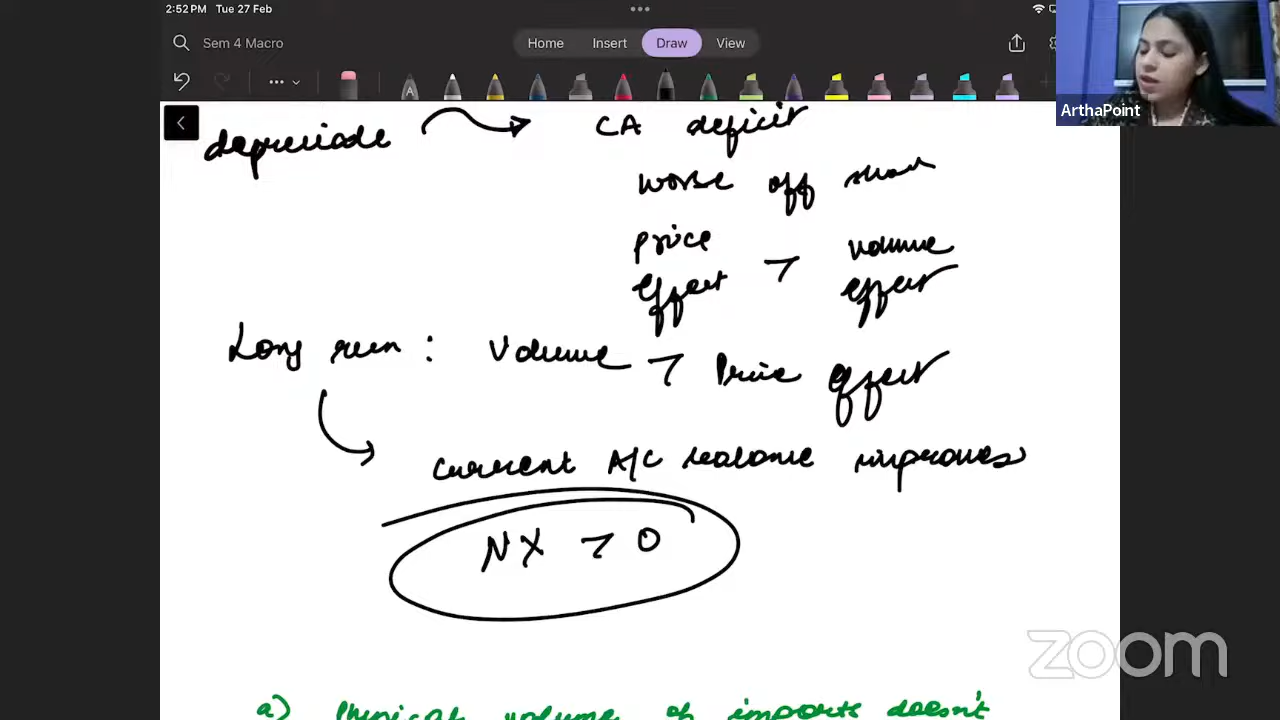 2:52 PM Tue 27 Feb
Sem 4 Macro
Home Insert Draw View
ArthaPoint
depreciate CA deficit
worse off
price volume
effect > effect
Long run : Volume > Price effect
Current A/C balance improves
NX > 0
zoom
a) Physical volume of imports doesn't